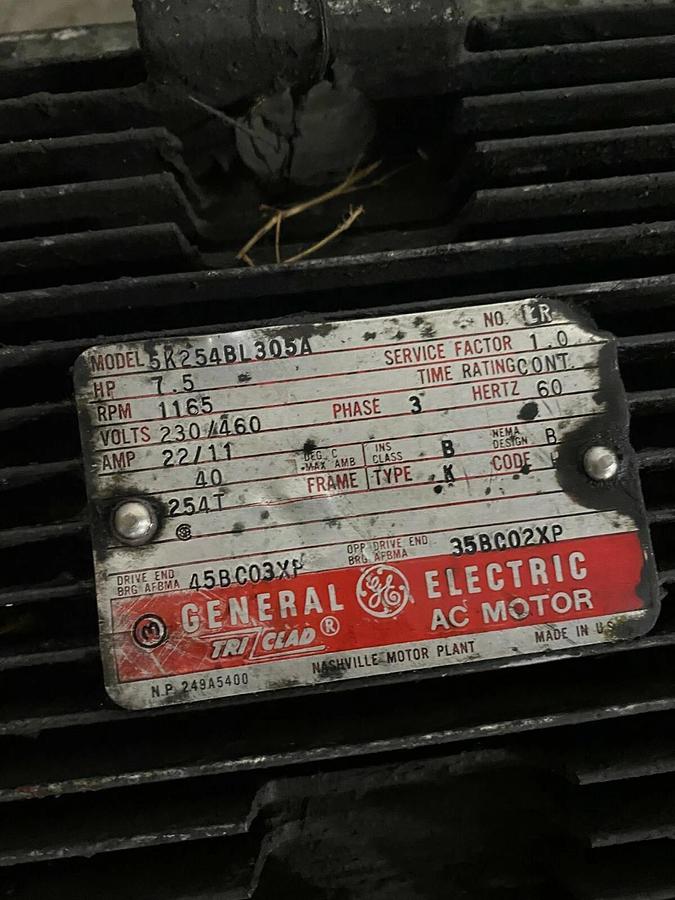 NO. ER
MODEL 5K254BL305A SERVICE FACTOR 1.0
HP 7.5 TIME RATING CONT.
RPM 1165 PHASE 3 HERTZ 60
VOLTS 230/460
AMP 22/11 DEG. C MAX. AMB INS CLASS B NEMA DESIGN B
40 FRAME TYPE K CODE
254T
DRIVE END BRG AFBMA 45BC03XP OPP DRIVE END BRG AFBMA 35BC02XP
GENERAL GE ELECTRIC
TRI/CLAD® AC MOTOR
N.P. 249A5400 NASHVILLE MOTOR PLANT MADE IN US